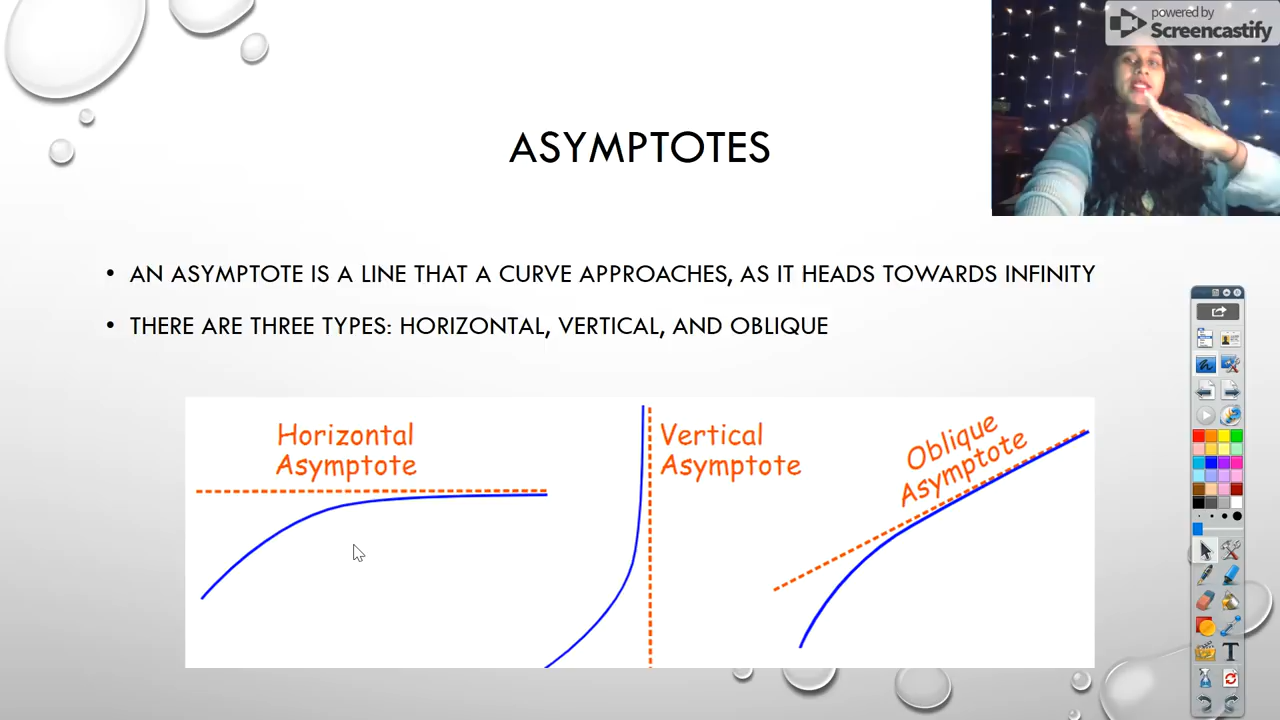 powered by
Screencastify
ASYMPTOTES
• AN ASYMPTOTE IS A LINE THAT A CURVE APPROACHES, AS IT HEADS TOWARDS INFINITY
• THERE ARE THREE TYPES: HORIZONTAL, VERTICAL, AND OBLIQUE
Horizontal
Asymptote
Vertical
Asymptote
Oblique
Asymptote
T